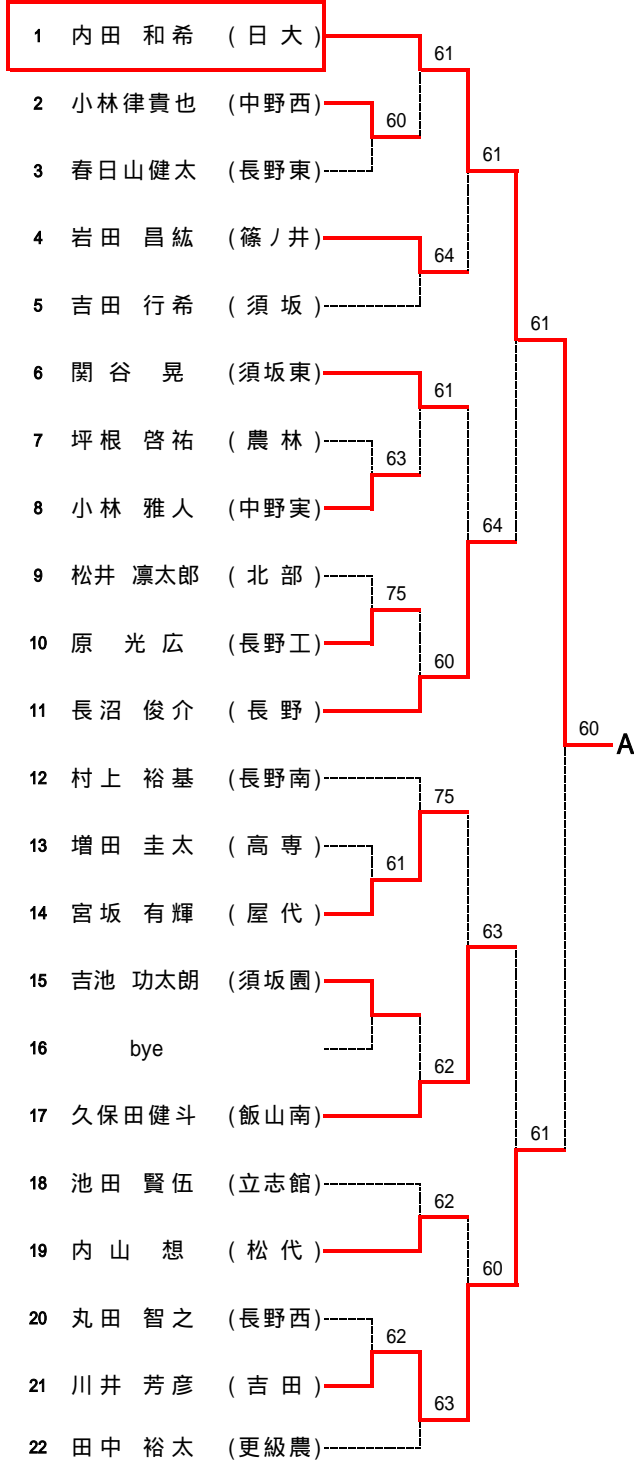 1 内田 和希 (日大)
61
2 小林律貴也 (中野西)
60
3 春日山健太 (長野東)
61
4 岩田 昌紘 (篠ノ井)
64
5 吉田 行希 (須坂)
61
6 関谷 晃 (須坂東)
61
7 坪根 啓祐 (農林)
63
8 小林 雅人 (中野実)
64
9 松井 凛太郎 (北部)
75
10 原 光広 (長野工)
60
11 長沼 俊介 (長野)
60 A
12 村上 裕基 (長野南)
75
13 増田 圭太 (高専)
61
14 宮坂 有輝 (屋代)
63
15 吉池 功太朗 (須坂園)
16 bye
62
17 久保田健斗 (飯山南)
61
18 池田 賢伍 (立志館)
62
19 内山 想 (松代)
60
20 丸田 智之 (長野西)
62
21 川井 芳彦 (吉田)
63
22 田中 裕太 (更級農)